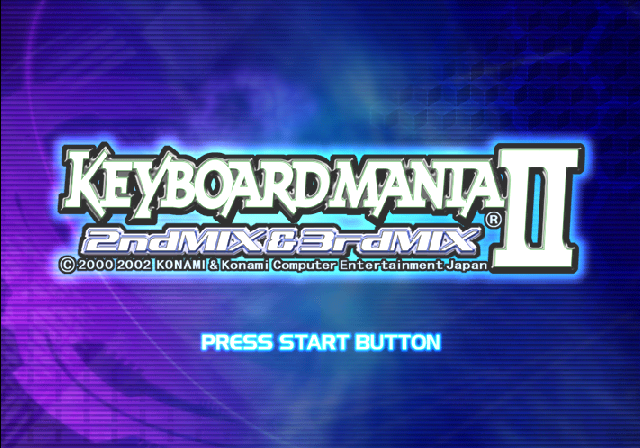 KEYBOARDMANIA II
2ndMIX & 3rdMIX ®
© 2000 2002 KONAMI & Konami Computer Entertainment Japan
PRESS START BUTTON